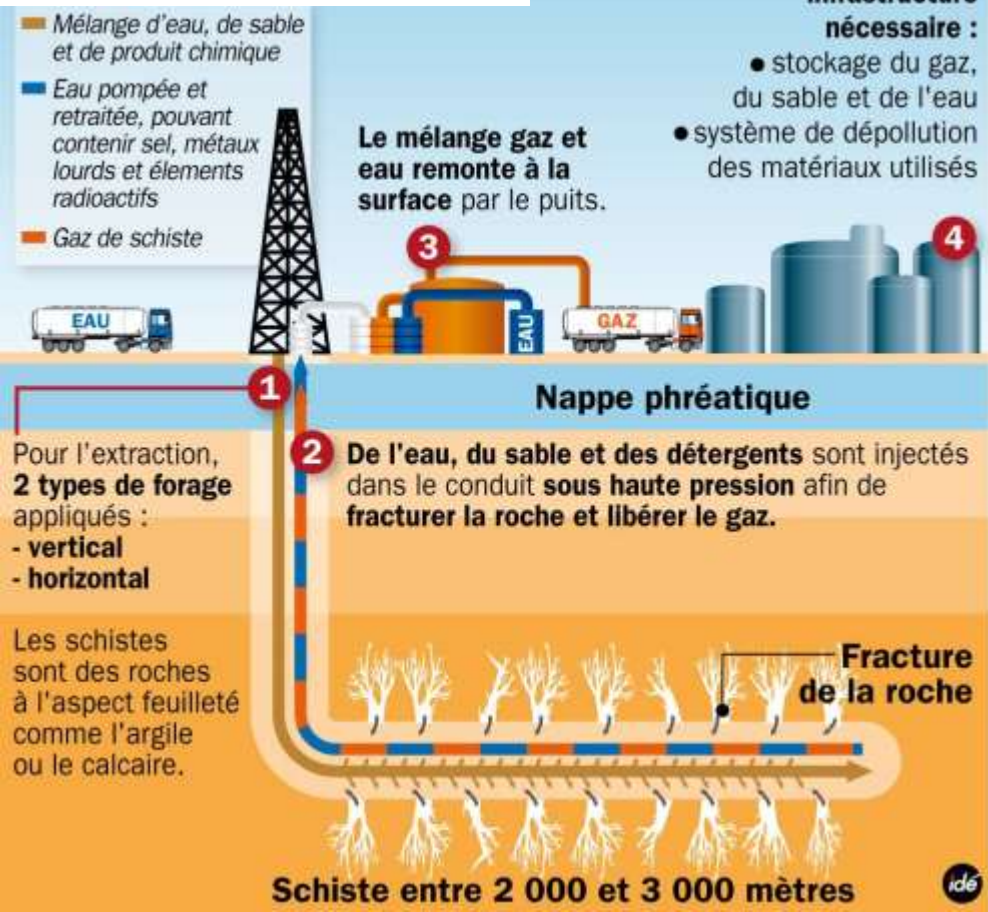 Mélange d'eau, de sable
et de produit chimique
Eau pompée et
retraitée, pouvant
contenir sel, métaux
lourds et élements
radioactifs
Gaz de schiste
Le mélange gaz et
eau remonte à la
surface par le puits.
nécessaire :
● stockage du gaz,
du sable et de l'eau
● système de dépollution
des matériaux utilisés
3
4
EAU
EAU
GAZ
1
Nappe phréatique
Pour l'extraction,
2 types de forage
appliqués :
- vertical
- horizontal
2
De l'eau, du sable et des détergents sont injectés
dans le conduit sous haute pression afin de
fracturer la roche et libérer le gaz.
Les schistes
sont des roches
à l'aspect feuilleté
comme l'argile
ou le calcaire.
Fracture
de la roche
Schiste entre 2 000 et 3 000 mètres
idé